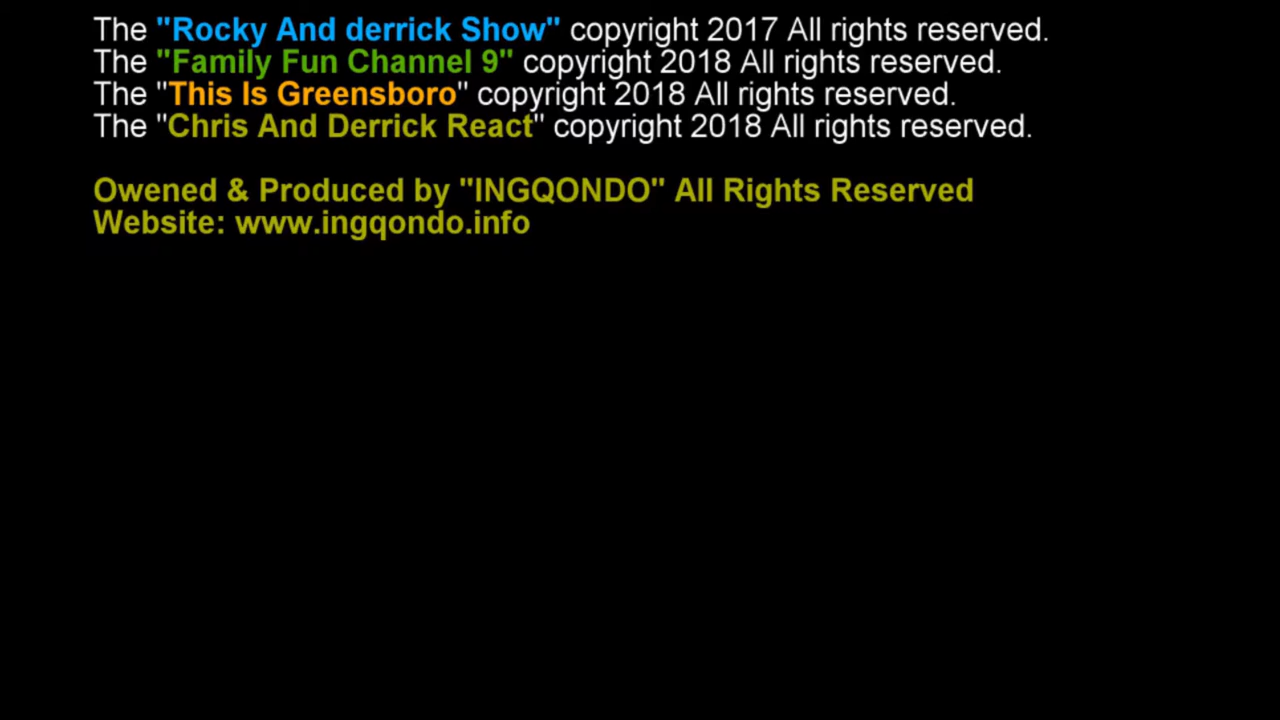 The "Rocky And derrick Show" copyright 2017 All rights reserved.
The "Family Fun Channel 9" copyright 2018 All rights reserved.
The "This Is Greensboro" copyright 2018 All rights reserved.
The "Chris And Derrick React" copyright 2018 All rights reserved.
Owened & Produced by "INGQONDO" All Rights Reserved
Website: www.ingqondo.info